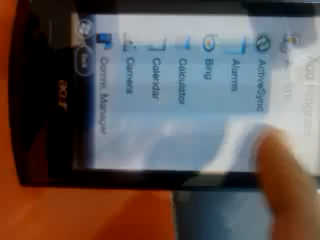 ActiveSync
Alarms
Bing
Calculator
Calendar
Camera
Comm. Manager
acer